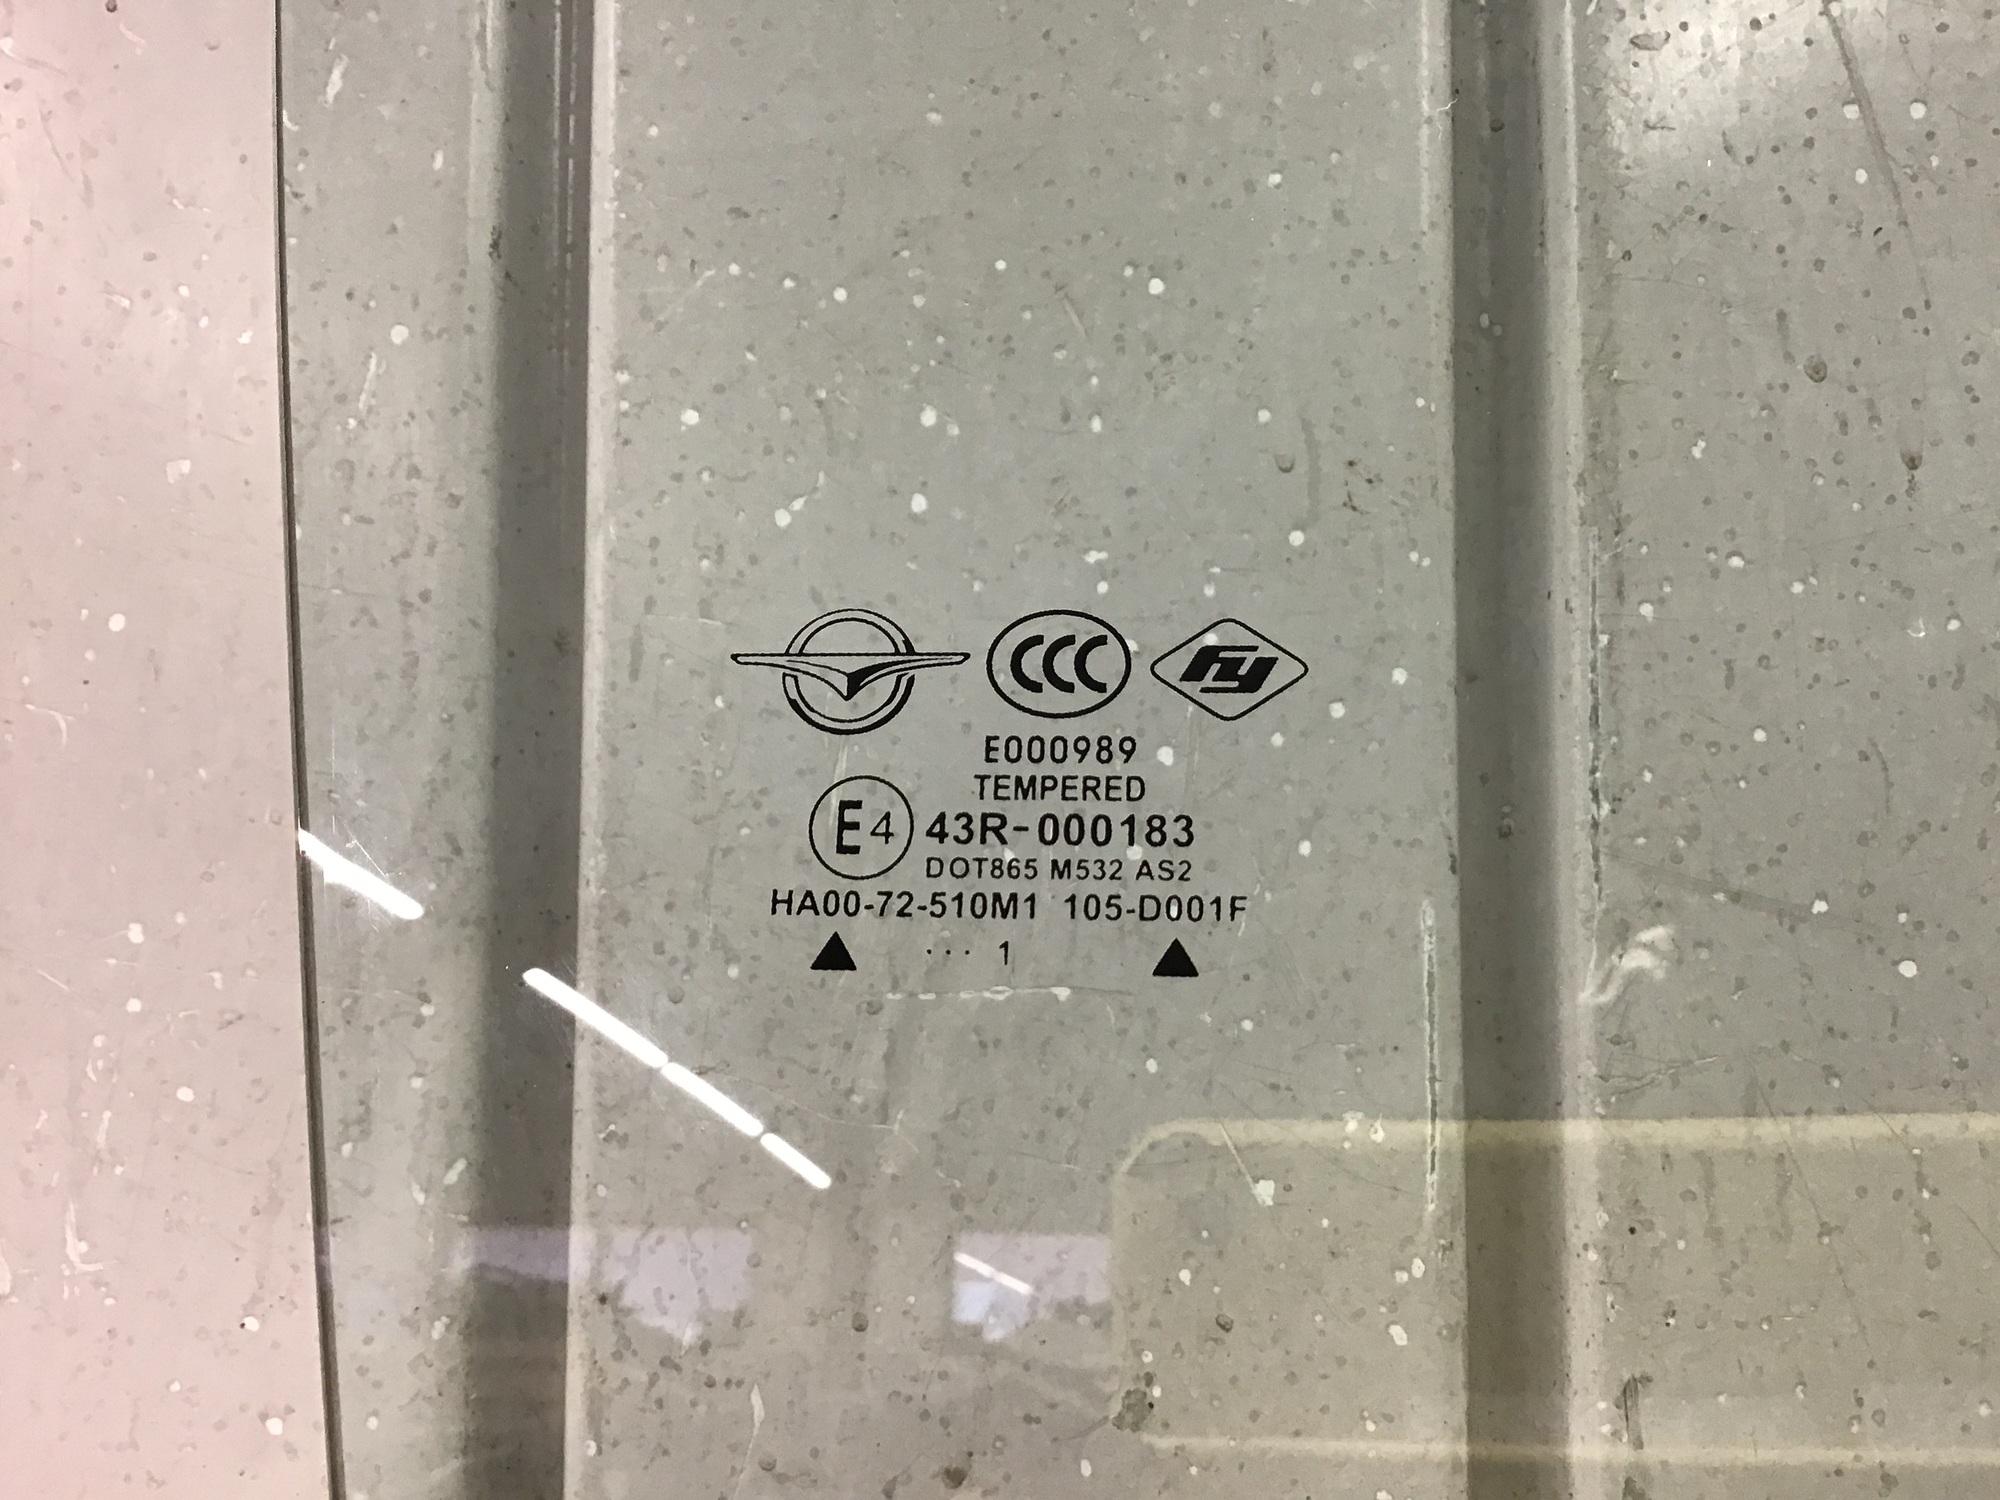 CCC fy
E000989
TEMPERED
E4 43R-000183
DOT865 M532 AS2
HA00-72-510M1 105-D001F
... 1